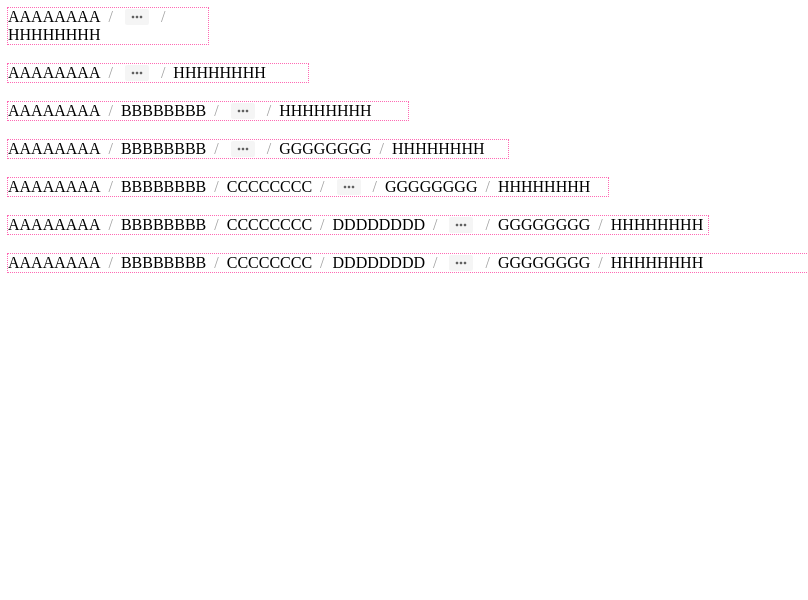 AAAAAAAA / ••• /
HHHHHHHH
AAAAAAAA / ••• / HHHHHHHH
AAAAAAAA / BBBBBBBB / ••• / HHHHHHHH
AAAAAAAA / BBBBBBBB / ••• / GGGGGGGG / HHHHHHHH
AAAAAAAA / BBBBBBBB / CCCCCCCC / ••• / GGGGGGGG / HHHHHHHH
AAAAAAAA / BBBBBBBB / CCCCCCCC / DDDDDDDD / ••• / GGGGGGGG / HHHHHHHH
AAAAAAAA / BBBBBBBB / CCCCCCCC / DDDDDDDD / ••• / GGGGGGGG / HHHHHHHH